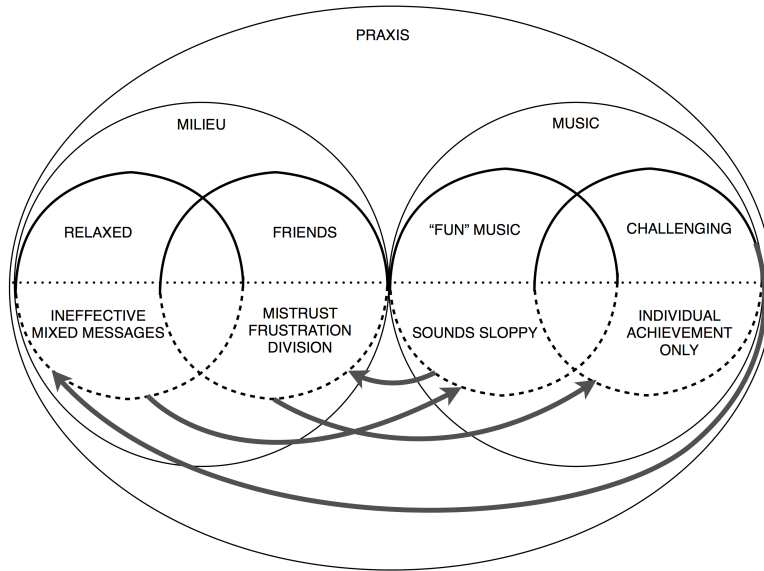 PRAXIS
MILIEU
MUSIC
RELAXED
FRIENDS
“FUN” MUSIC
CHALLENGING
INEFFECTIVE
MIXED MESSAGES
MISTRUST
FRUSTRATION
DIVISION
SOUNDS SLOPPY
INDIVIDUAL
ACHIEVEMENT
ONLY